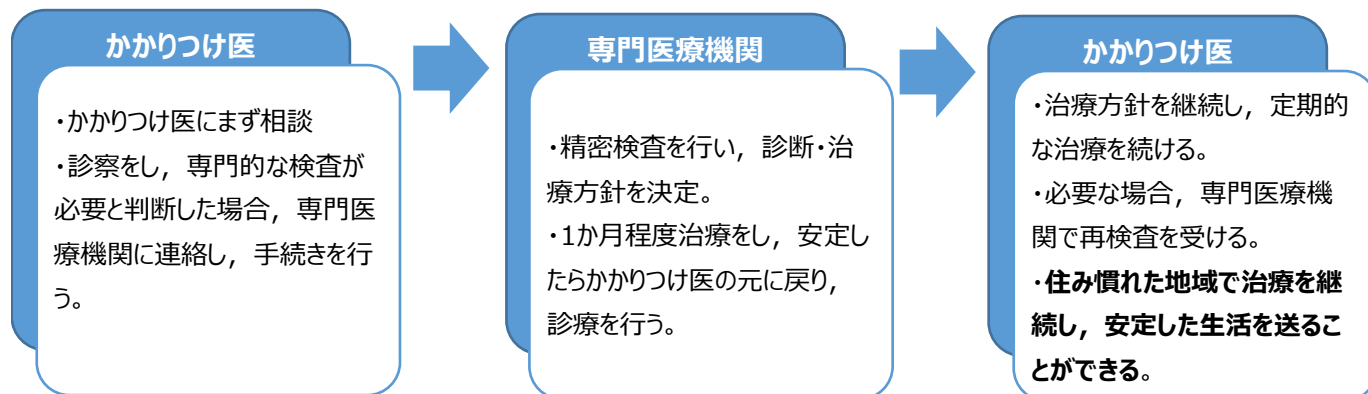 かかりつけ医
・かかりつけ医にまず相談
・診察をし，専門的な検査が
必要と判断した場合，専門医
療機関に連絡し，手続きを行
う。
専門医療機関
・精密検査を行い，診断・治
療方針を決定。
・1か月程度治療をし，安定し
たらかかりつけ医の元に戻り，
診療を行う。
かかりつけ医
・治療方針を継続し，定期的
な治療を続ける。
・必要な場合，専門医療機
関で再検査を受ける。
・住み慣れた地域で治療を継
続し，安定した生活を送るこ
とができる。